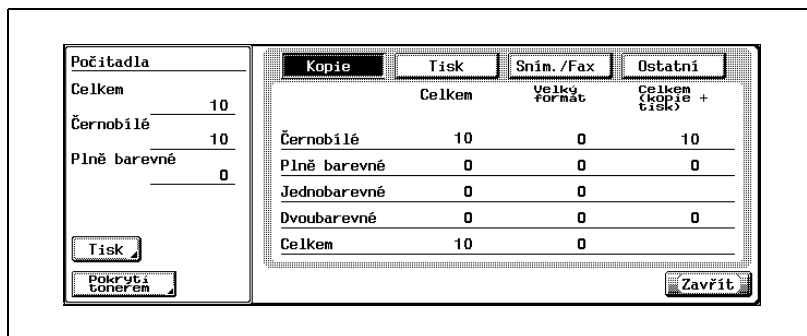 Počitadla
Celkem
10
Černobílé
10
Plně barevné
0
Tisk
Pokrytí
tonerem
Kopie Tisk Sním./Fax Ostatní
Celkem Velký formát Celkem (kopie + tisk)
Černobílé 10 0 10
Plně barevné 0 0 0
Jednobarevné 0 0
Dvoubarevné 0 0 0
Celkem 10 0
Zavřít